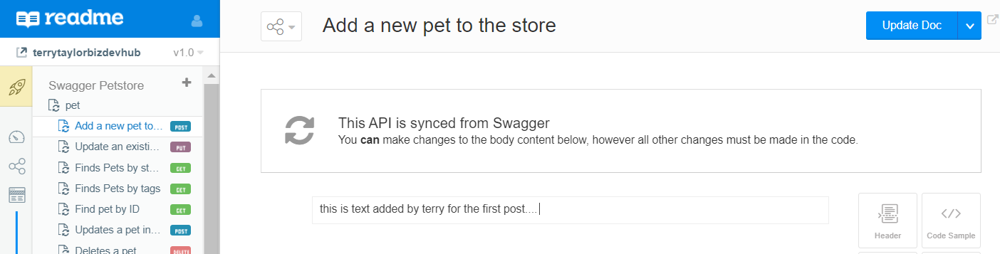 readme
terrytaylorbizdevhub v1.0
Swagger Petstore
pet
Add a new pet to... POST
Update an existi... PUT
Finds Pets by st... GET
Finds Pets by tags GET
Find pet by ID GET
Updates a pet in... POST
Deletes a pet DELETE
Add a new pet to the store
Update Doc
This API is synced from Swagger
You can make changes to the body content below, however all other changes must be made in the code.
this is text added by terry for the first post....
Header
Code Sample